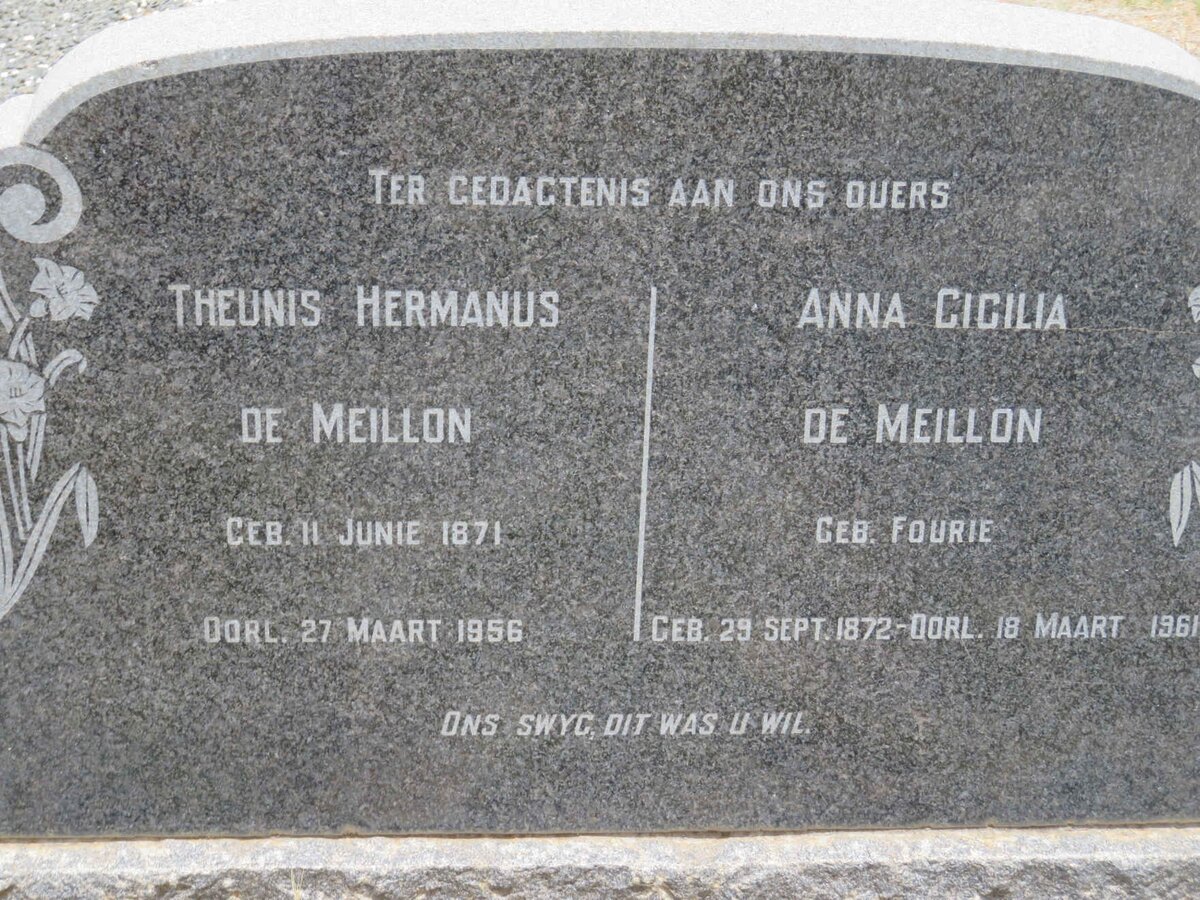 TER GEDAGTENIS AAN ONS OUERS
THEUNIS HERMANUS
DE MEILLON
GEB. 11 JUNIE 1871
OORL. 27 MAART 1956
ANNA CICILIA
DE MEILLON
GEB. FOURIE
GEB. 29 SEPT. 1872-OORL. 18 MAART 1961
ONS SWYG, DIT WAS U WIL.